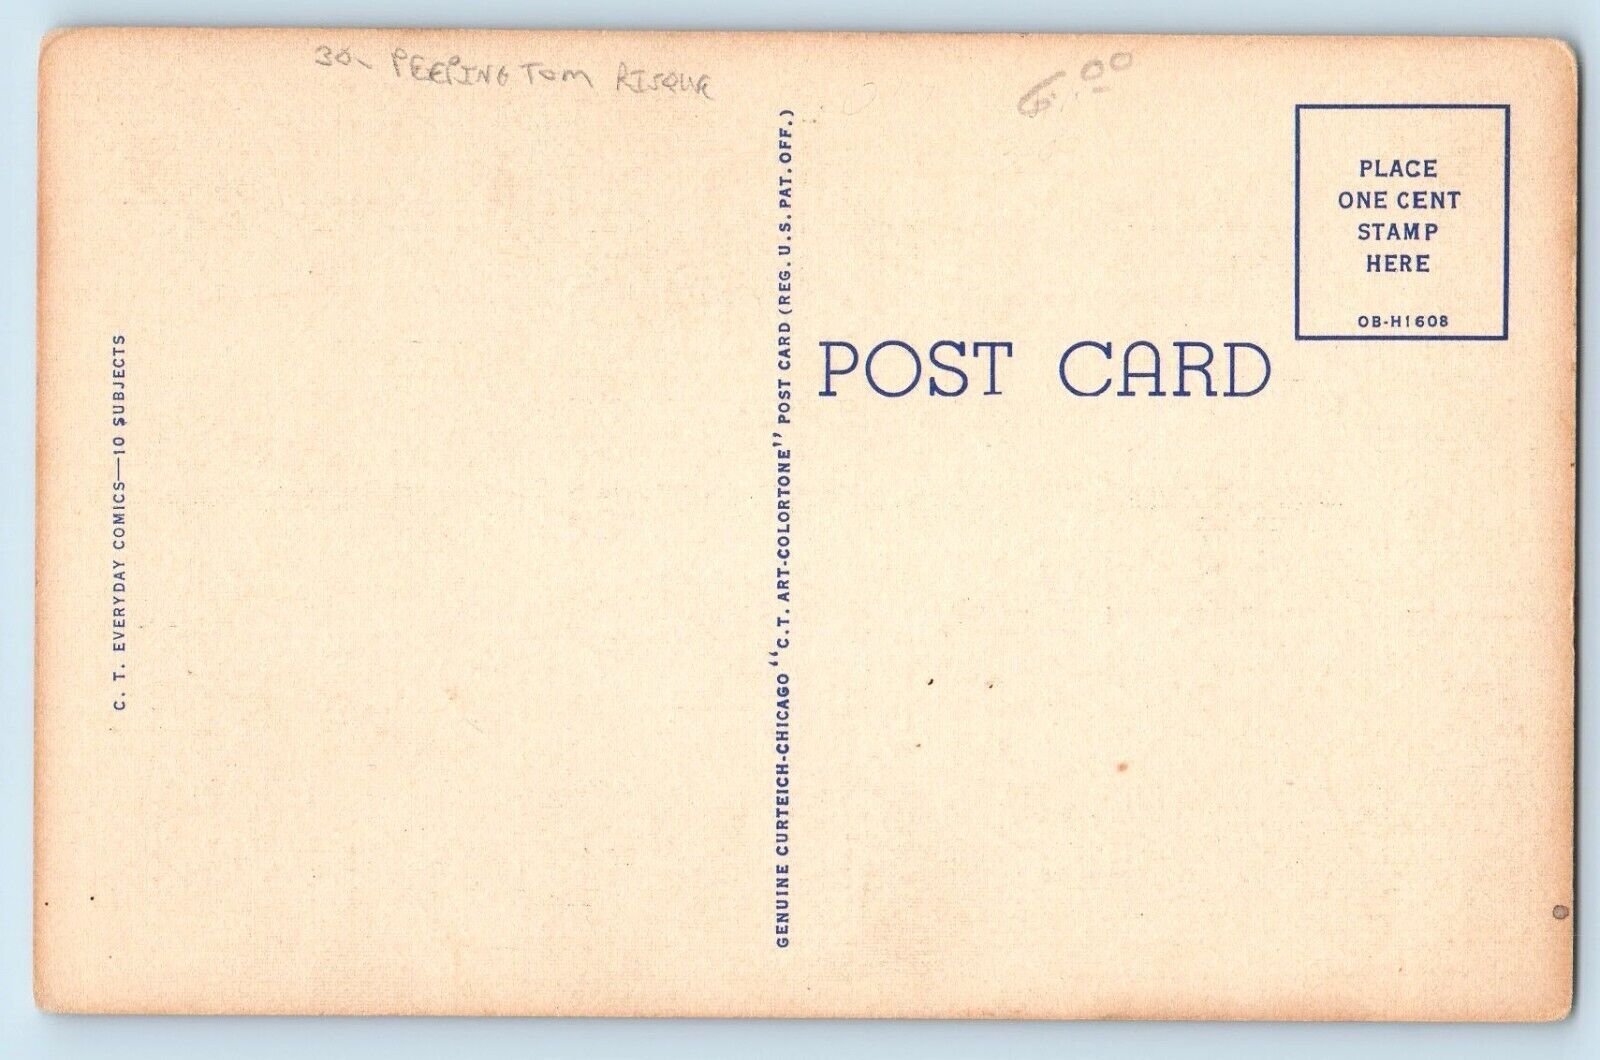 30- PEEPING TOM RISQUE
6.00
PLACE
ONE CENT
STAMP
HERE
OB-H1608
POST CARD
GENUINE CURTEICH-CHICAGO "C.T. ART-COLORTONE" POST CARD (REG. U.S. PAT. OFF.)
C. T. EVERYDAY COMICS—10 SUBJECTS